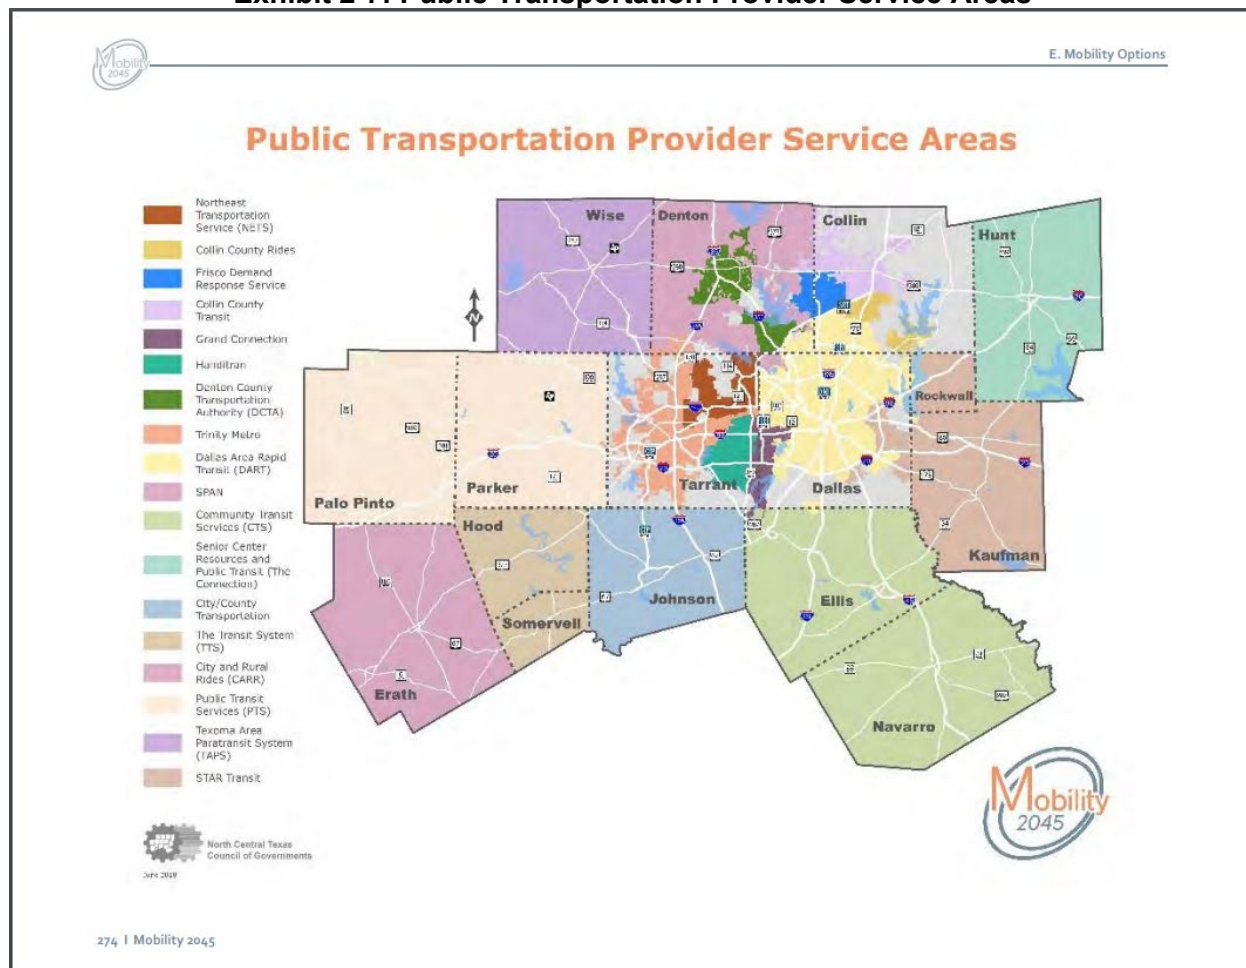 Exhibit 2-
Public Transportation Provider Service Areas
Mobility
2045
E. Mobility Options
Public Transportation Provider Service Areas
Northeast
Transportation
Service (NETS)
Collin County Rides
Frisco Demand
Response Service
Collin County
Transit
Grand Connection
Handitran
Denton County
Transportation
Authority (DCTA)
Trinity Metro
Dallas Area Rapid
Transit (DART)
SPAN
Community Transit
Services (CTS)
Senior Center
Resources and
Public Transit (The
Connection)
City/County
Transportation
The Transit System
(TTS)
City and Rural
Rides (CARR)
Public Transit
Services (PTS)
Texoma Area
Paratransit System
(TAPS)
STAR Transit
N
Wise
Denton
Collin
Hunt
Rockwall
Palo Pinto
Parker
Tarrant
Dallas
Kaufman
Hood
Somervell
Johnson
Ellis
Erath
Navarro
Mobility
2045
North Central Texas
Council of Governments
June 2018
274 | Mobility 2045